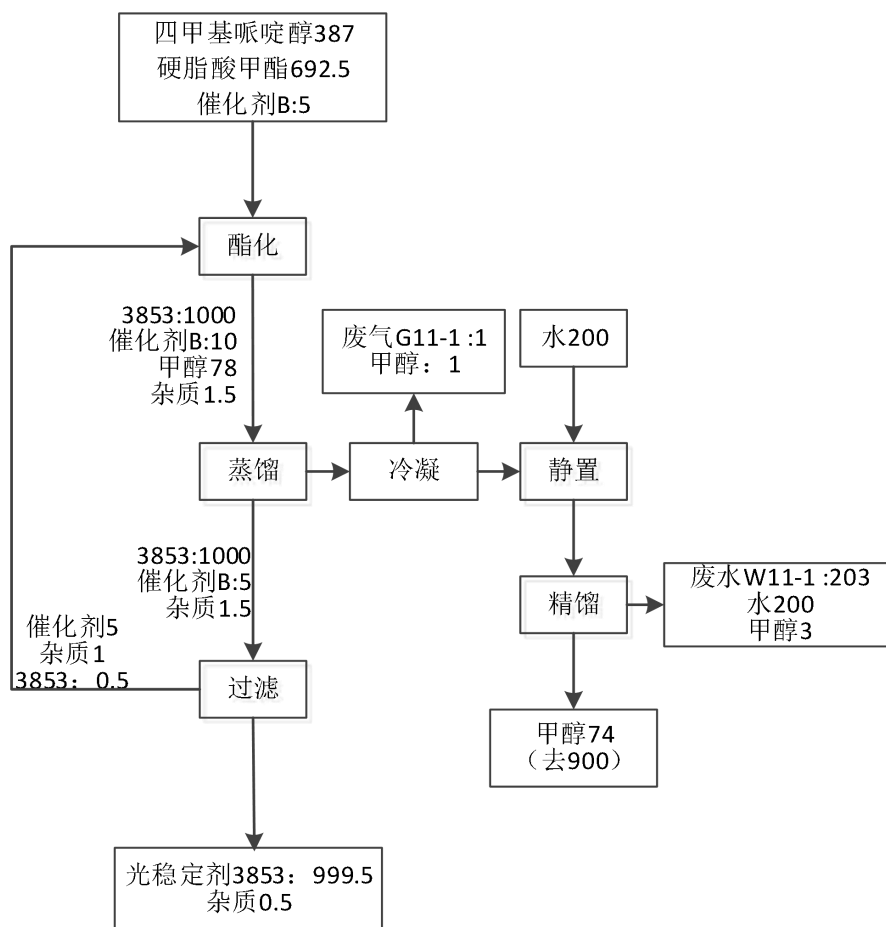 四甲基哌啶醇387
硬脂酸甲酯692.5
催化剂B:5
酯化
3853:1000
催化剂B:10
甲醇78
杂质1.5
废气G11-1 :1
甲醇：1
水200
蒸馏
冷凝
静置
3853:1000
催化剂B:5
杂质1.5
精馏
废水W11-1 :203
水200
甲醇3
催化剂5
杂质1
3853：0.5
过滤
甲醇74
（去900）
光稳定剂3853：999.5
杂质0.5